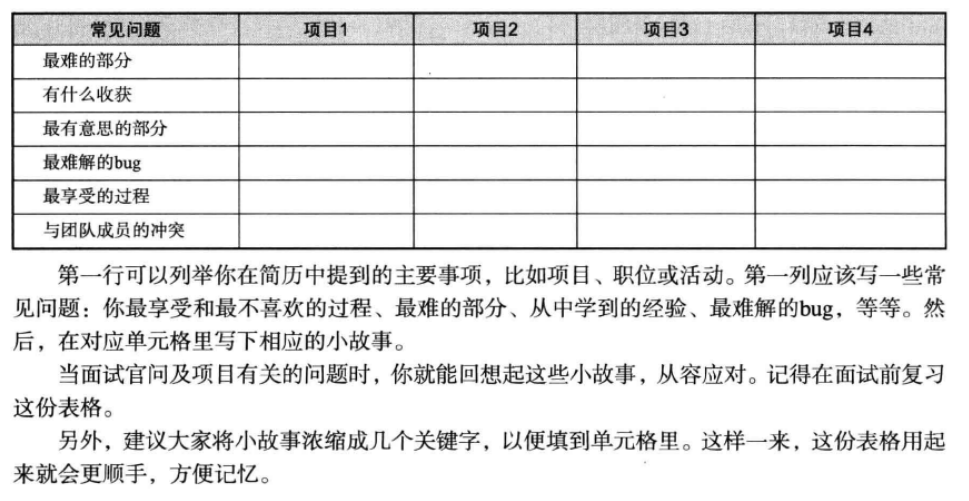 常见问题 项目1 项目2 项目3 项目4
最难的部分
有什么收获
最有意思的部分
最难解的bug
最享受的过程
与团队成员的冲突
第一行可以列举你在简历中提到的主要事项，比如项目、职位或活动。第一列应该写一些常
见问题：你最享受和最不喜欢的过程、最难的部分、从中学到的经验、最难解的bug，等等。然
后，在对应单元格里写下相应的小故事。
当面试官问及项目有关的问题时，你就能回想起这些小故事，从容应对。记得在面试前复习
这份表格。
另外，建议大家将小故事浓缩成几个关键字，以便填到单元格里。这样一来，这份表格用起
来就会更顺手，方便记忆。